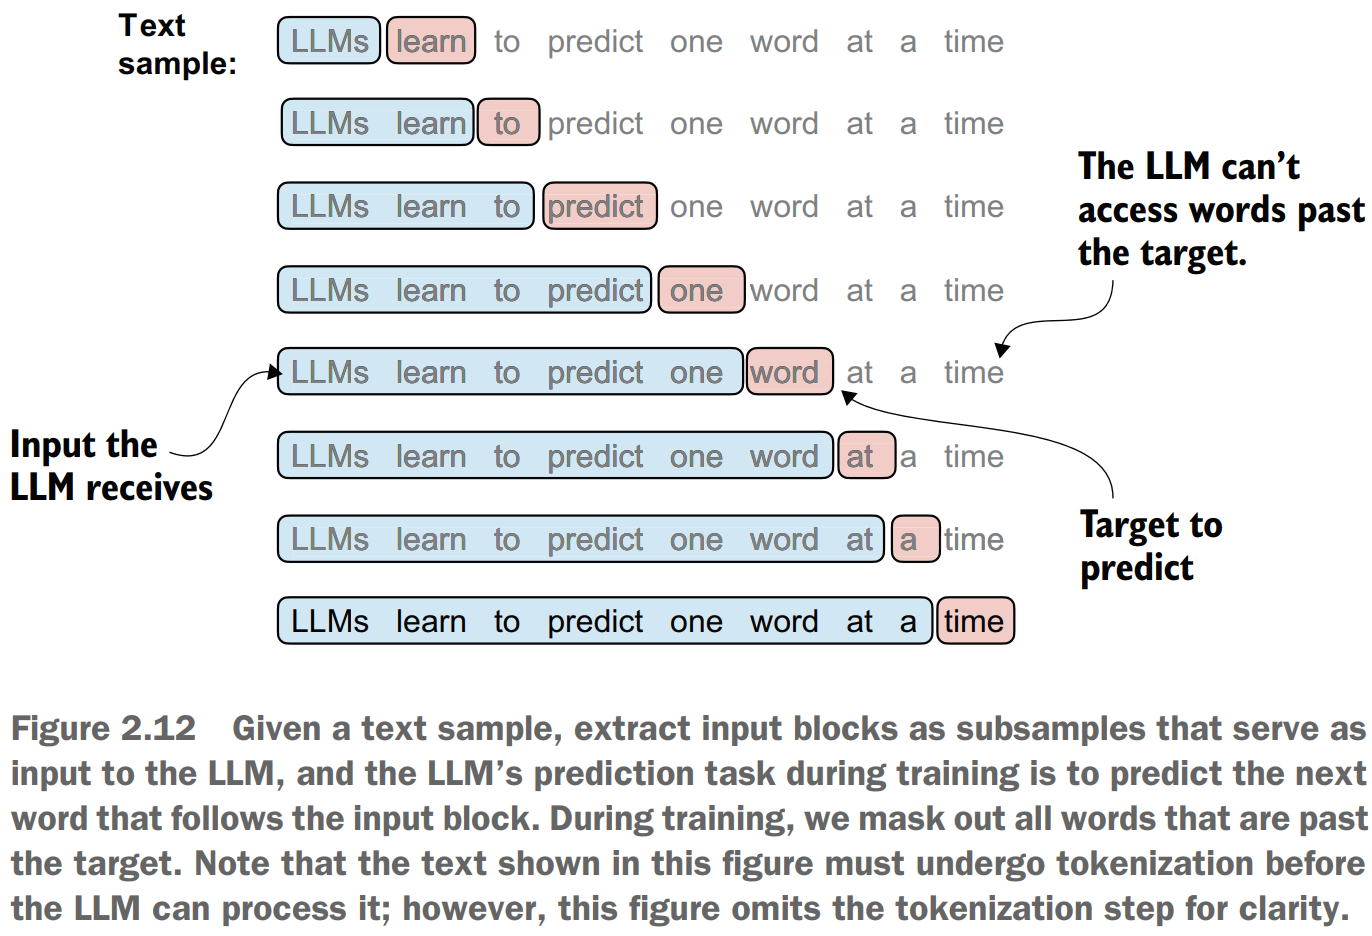 Text
sample:
LLMs learn to predict one word at a time
LLMs learn to predict one word at a time
LLMs learn to predict one word at a time
LLMs learn to predict one word at a time
LLMs learn to predict one word at a time
LLMs learn to predict one word at a time
LLMs learn to predict one word at a time
LLMs learn to predict one word at a time
The LLM can’t
access words past
the target.
Input the
LLM receives
Target to
predict
Figure 2.12 Given a text sample, extract input blocks as subsamples that serve as
input to the LLM, and the LLM’s prediction task during training is to predict the next
word that follows the input block. During training, we mask out all words that are past
the target. Note that the text shown in this figure must undergo tokenization before
the LLM can process it; however, this figure omits the tokenization step for clarity.